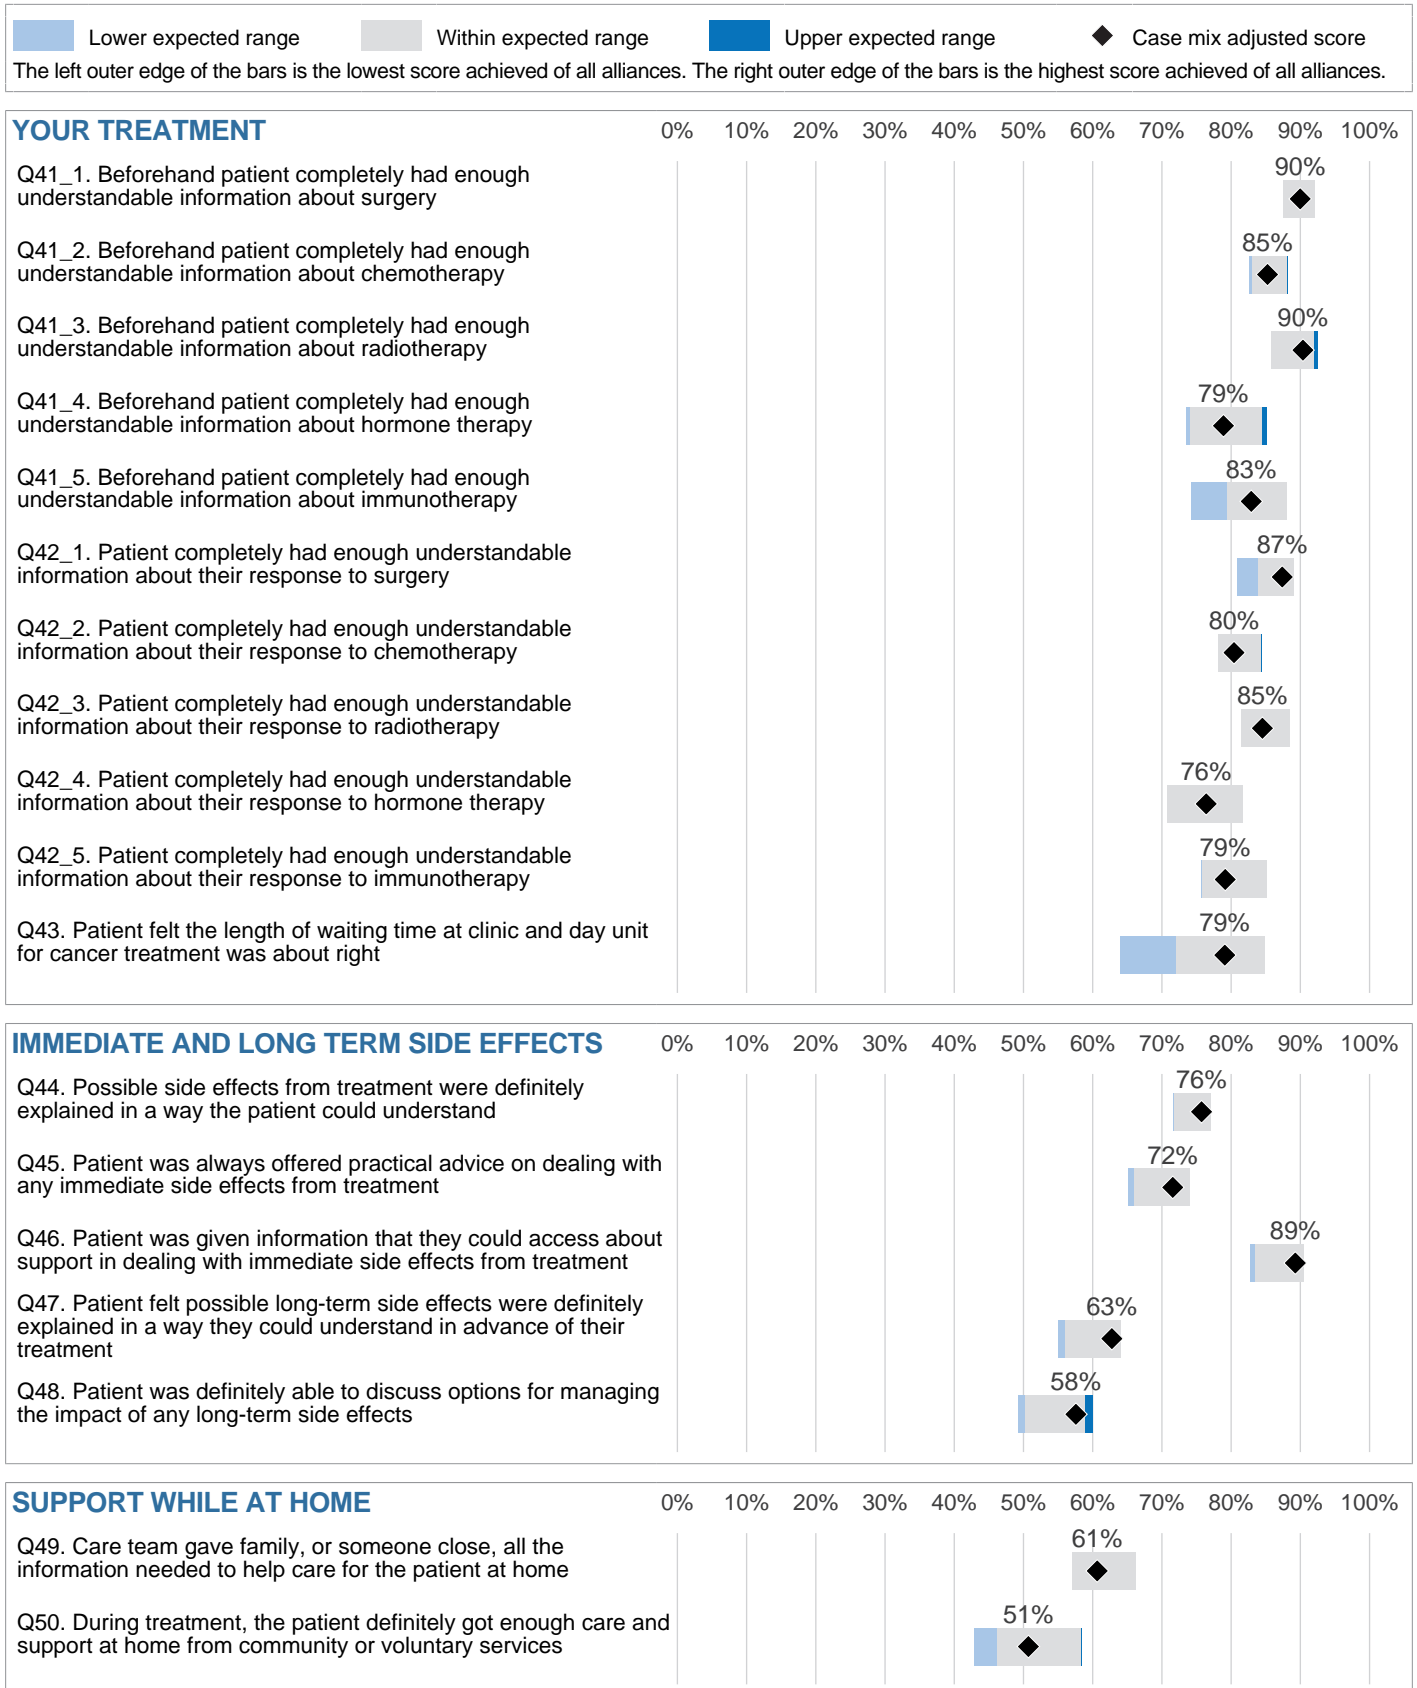 Lower expected range Within expected range Upper expected range Case mix adjusted score
The left outer edge of the bars is the lowest score achieved of all alliances. The right outer edge of the bars is the highest score achieved of all alliances.
YOUR TREATMENT 0% 10% 20% 30% 40% 50% 60% 70% 80% 90% 100%
Q41_1. Beforehand patient completely had enough
understandable information about surgery
90%
Q41_2. Beforehand patient completely had enough
understandable information about chemotherapy
85%
Q41_3. Beforehand patient completely had enough
understandable information about radiotherapy
90%
Q41_4. Beforehand patient completely had enough
understandable information about hormone therapy
79%
Q41_5. Beforehand patient completely had enough
understandable information about immunotherapy
83%
Q42_1. Patient completely had enough understandable
information about their response to surgery
87%
Q42_2. Patient completely had enough understandable
information about their response to chemotherapy
80%
Q42_3. Patient completely had enough understandable
information about their response to radiotherapy
85%
Q42_4. Patient completely had enough understandable
information about their response to hormone therapy
76%
Q42_5. Patient completely had enough understandable
information about their response to immunotherapy
79%
Q43. Patient felt the length of waiting time at clinic and day unit
for cancer treatment was about right
79%
IMMEDIATE AND LONG TERM SIDE EFFECTS 0% 10% 20% 30% 40% 50% 60% 70% 80% 90% 100%
Q44. Possible side effects from treatment were definitely
explained in a way the patient could understand
76%
Q45. Patient was always offered practical advice on dealing with
any immediate side effects from treatment
72%
Q46. Patient was given information that they could access about
support in dealing with immediate side effects from treatment
89%
Q47. Patient felt possible long-term side effects were definitely
explained in a way they could understand in advance of their
treatment
63%
Q48. Patient was definitely able to discuss options for managing
the impact of any long-term side effects
58%
SUPPORT WHILE AT HOME 0% 10% 20% 30% 40% 50% 60% 70% 80% 90% 100%
Q49. Care team gave family, or someone close, all the
information needed to help care for the patient at home
61%
Q50. During treatment, the patient definitely got enough care and
support at home from community or voluntary services
51%